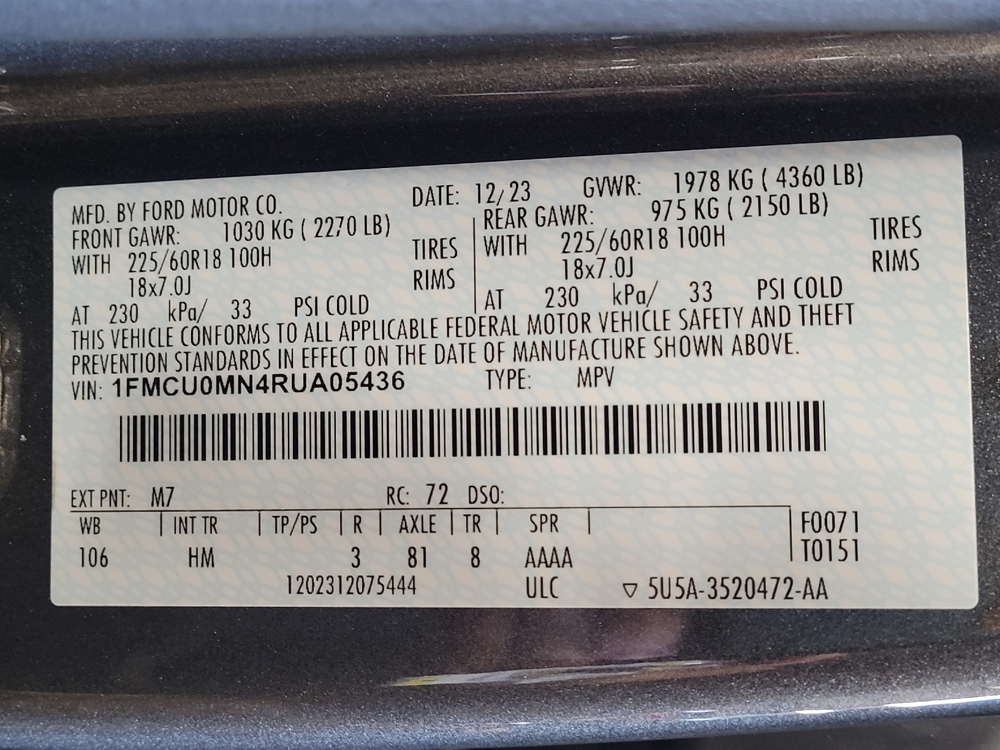 MFD. BY FORD MOTOR CO. DATE: 12/23 GVWR: 1978 KG ( 4360 LB)
FRONT GAWR: 1030 KG ( 2270 LB) REAR GAWR: 975 KG ( 2150 LB)
WITH 225/60R18 100H TIRES WITH 225/60R18 100H TIRES
18x7.0J RIMS 18x7.0J RIMS
AT 230 kPa/ 33 PSI COLD AT 230 kPa/ 33 PSI COLD
THIS VEHICLE CONFORMS TO ALL APPLICABLE FEDERAL MOTOR VEHICLE SAFETY AND THEFT
PREVENTION STANDARDS IN EFFECT ON THE DATE OF MANUFACTURE SHOWN ABOVE.
VIN: 1FMCU0MN4RUA05436 TYPE: MPV
EXT PNT: M7 RC: 72 DSO:
WB INT TR TP/PS R AXLE TR SPR F0071
106 HM 3 81 8 AAAA T0151
1202312075444 ULC ▽ 5U5A-3520472-AA